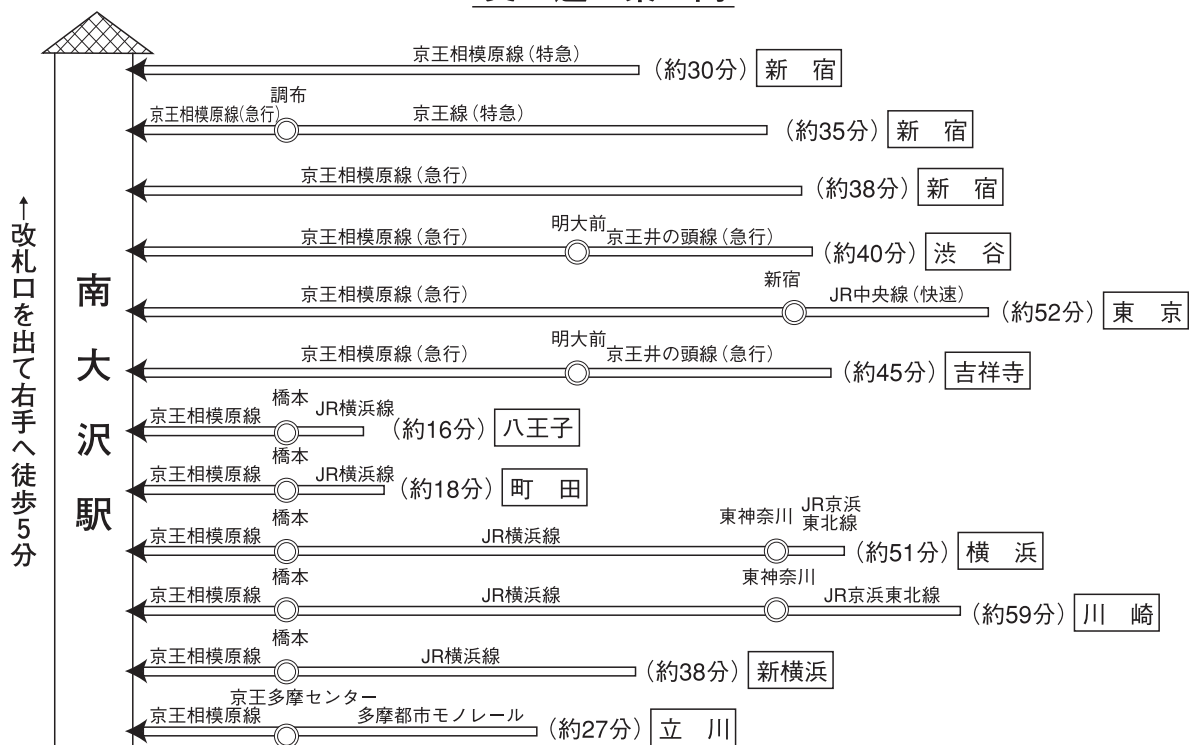 京王相模原線（特急）（約30分）新　宿
調布
京王相模原線（急行）京王線（特急）（約35分）新　宿
京王相模原線（急行）（約38分）新　宿
明大前
京王相模原線（急行）京王井の頭線（急行）（約40分）渋　谷
新宿
京王相模原線（急行）JR中央線（快速）（約52分）東　京
明大前
京王相模原線（急行）京王井の頭線（急行）（約45分）吉祥寺
橋本
京王相模原線 JR横浜線（約16分）八王子
橋本
京王相模原線 JR横浜線（約18分）町　田
橋本 東神奈川 JR京浜
東北線
京王相模原線 JR横浜線（約51分）横　浜
橋本 東神奈川
京王相模原線 JR横浜線 JR京浜東北線（約59分）川　崎
橋本
京王相模原線 JR横浜線（約38分）新横浜
京王多摩センター
京王相模原線 多摩都市モノレール（約27分）立　川
南大沢駅
↑改札口を出て右手へ徒歩5分